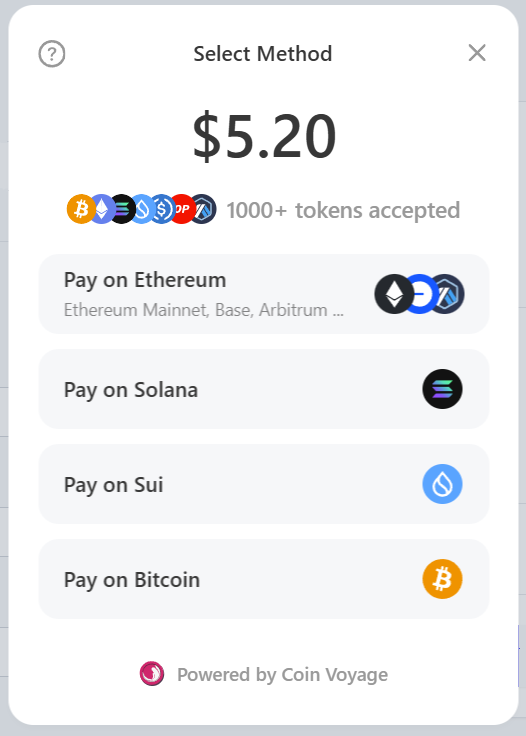 Select Method
$5.20
1000+ tokens accepted
Pay on Ethereum
Ethereum Mainnet, Base, Arbitrum ...
Pay on Solana
Pay on Sui
Pay on Bitcoin
Powered by Coin Voyage